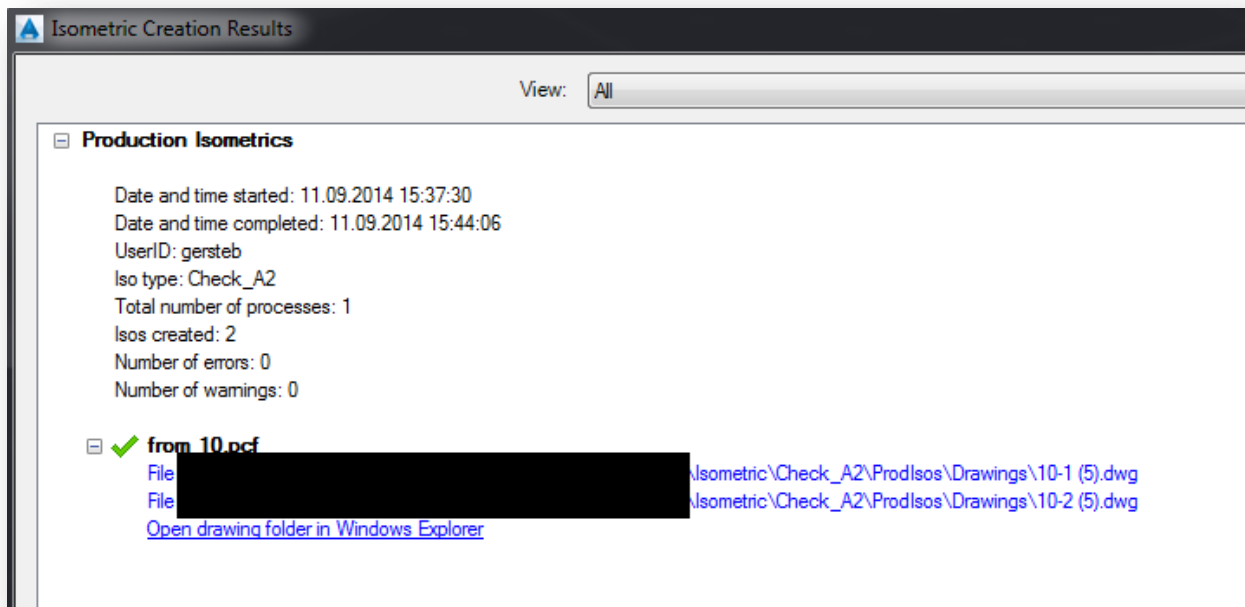 Isometric Creation Results
View: All
Production Isometrics
Date and time started: 11.09.2014 15:37:30
Date and time completed: 11.09.2014 15:44:06
UserID: gersteb
Iso type: Check_A2
Total number of processes: 1
Isos created: 2
Number of errors: 0
Number of warnings: 0
from 10.pcf
File \Isometric\Check_A2\ProdIsos\Drawings\10-1 (5).dwg
File \Isometric\Check_A2\ProdIsos\Drawings\10-2 (5).dwg
Open drawing folder in Windows Explorer